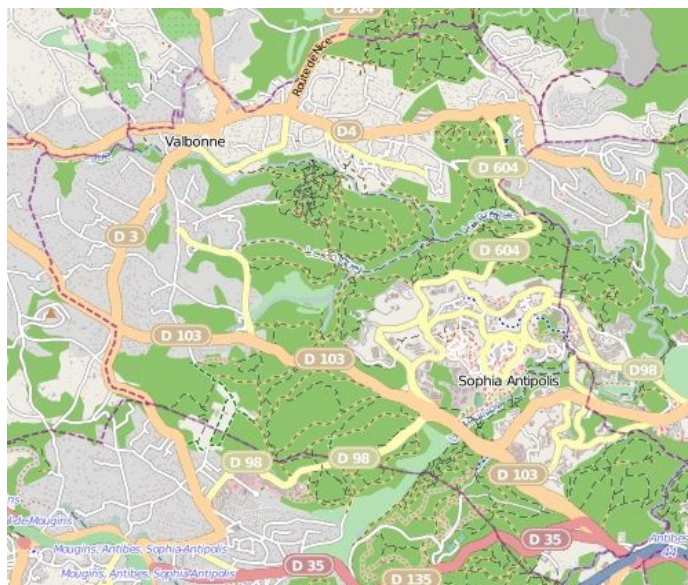 D 204
Route de Nice
D4
Valbonne
D 604
D 3
D 604
D 103
D 103
Sophia Antipolis
D98
D 98
D 98
D 103
Mougins, Antibes, Sophia Antipolis
D 35
Antibes
44
D 35
Mougins, Antibes, Sophia Antipolis
D 135